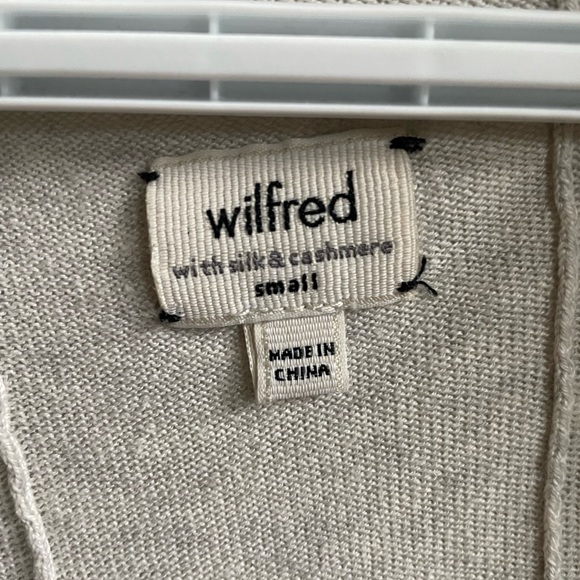 wilfred
with silk & cashmere
small
MADE IN
CHINA